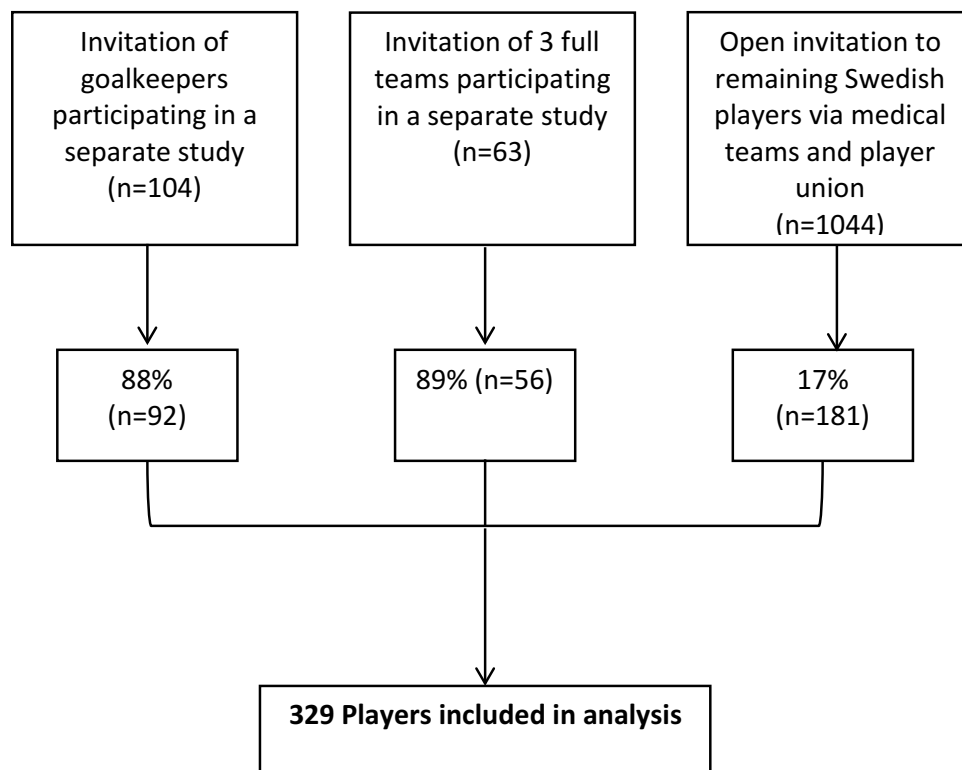 Invitation of
goalkeepers
participating in a
separate study
(n=104)
Invitation of 3 full
teams participating
in a separate study
(n=63)
Open invitation to
remaining Swedish
players via medical
teams and player
union
(n=1044)
88%
(n=92)
89% (n=56)
17%
(n=181)
329 Players included in analysis